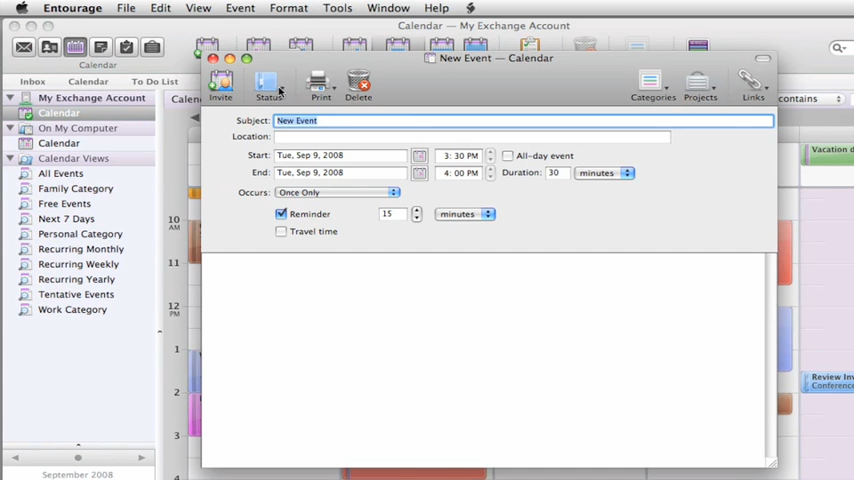 Entourage File Edit View Event Format Tools Window Help
Calendar — My Exchange Account
Calendar
Inbox Calendar To Do List
New Event — Calendar
Invite Status Print Delete Categories Projects Links
My Exchange Account
Calendar
On My Computer
Calendar
Calendar Views
All Events
Family Category
Free Events
Next 7 Days
Personal Category
Recurring Monthly
Recurring Weekly
Recurring Yearly
Tentative Events
Work Category
September 2008
contains
Subject: New Event
Location:
Start: Tue, Sep 9, 2008 3: 30 PM All-day event
End: Tue, Sep 9, 2008 4: 00 PM Duration: 30 minutes
Occurs: Once Only
Reminder 15 minutes
Travel time
Vacation d
10
AM
11
12
PM
1
2
3
4
Review Inv
Conference